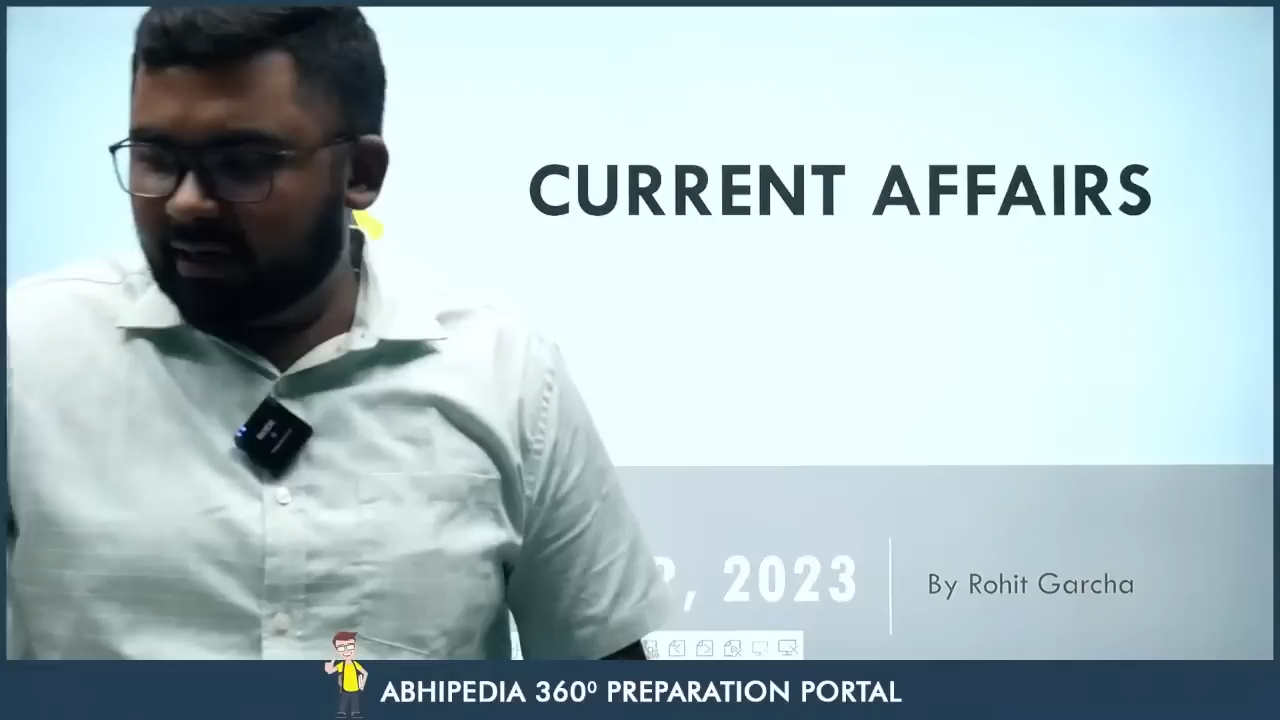 CURRENT AFFAIRS
, 2023
By Rohit Garcha
ABHIPEDIA 360⁰ PREPARATION PORTAL